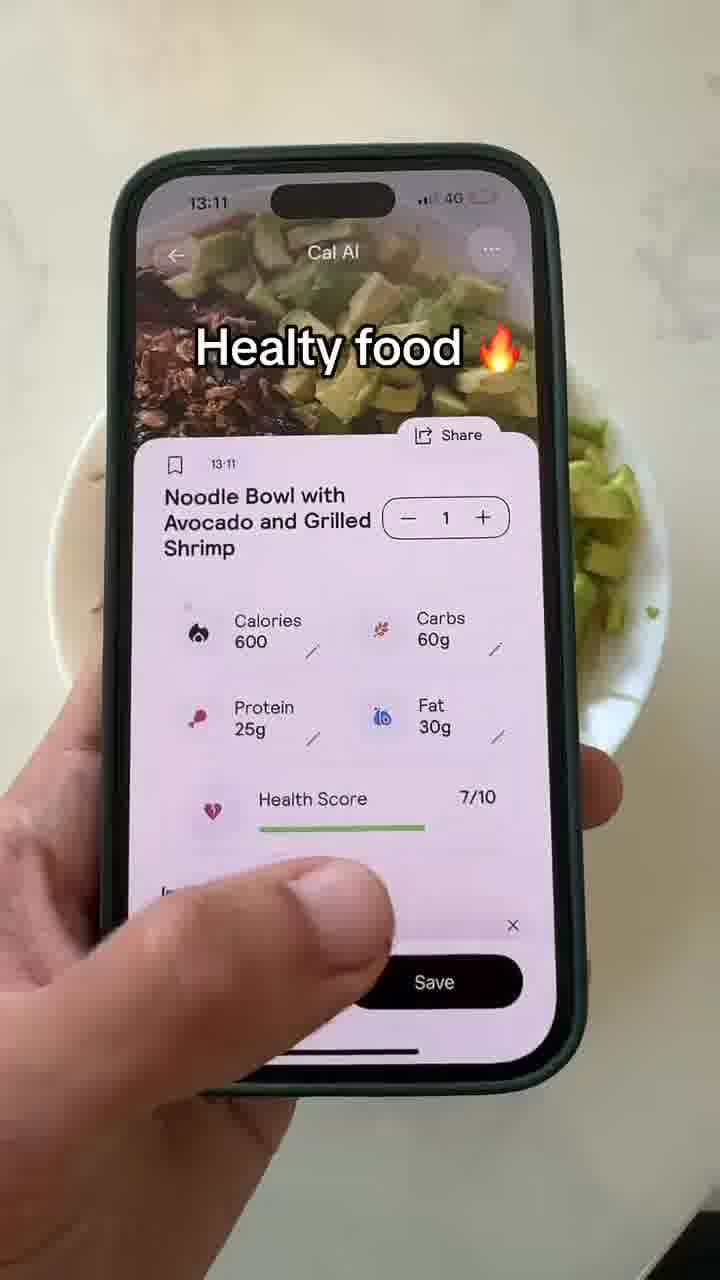 13:11
4G
Cal AI
Healty food 🔥
Share
13:11
Noodle Bowl with
Avocado and Grilled
Shrimp
1
Calories
600
Carbs
60g
Protein
25g
Fat
30g
Health Score
7/10
Save